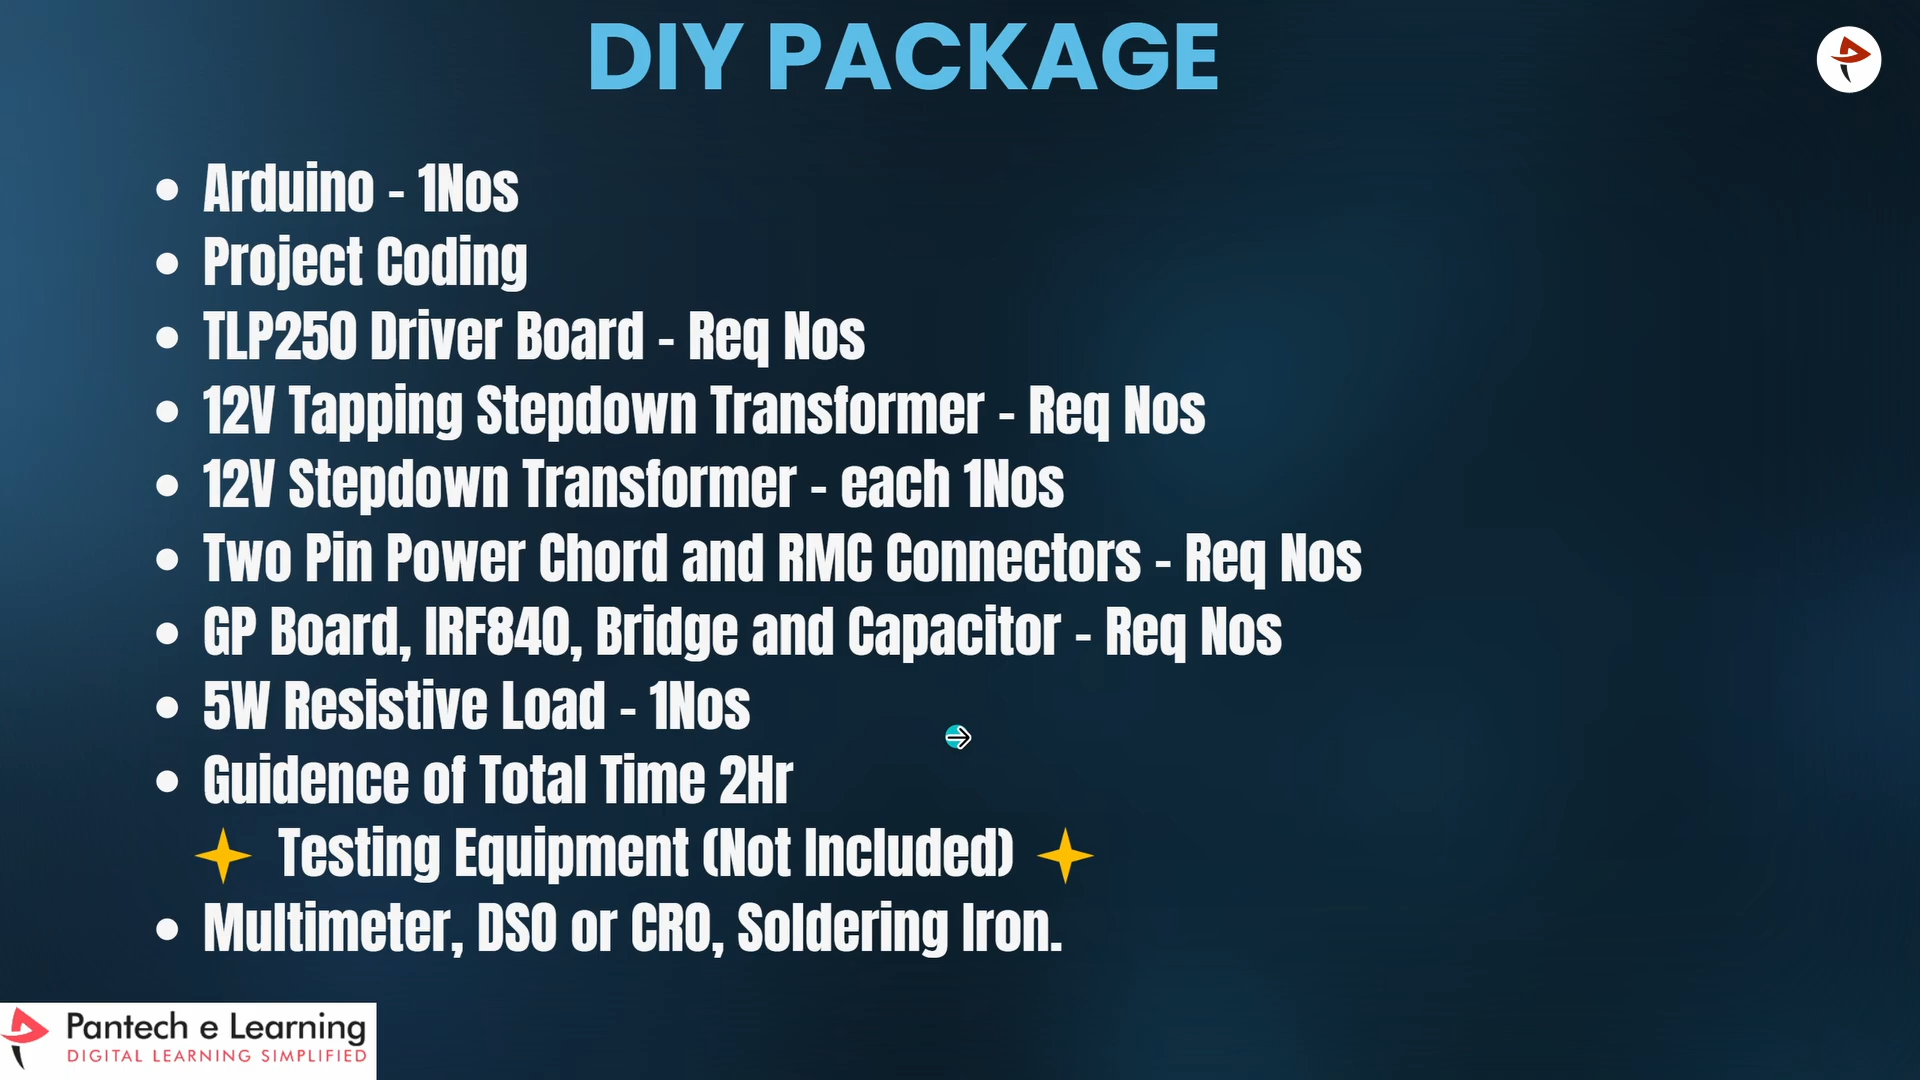 DIY PACKAGE
Arduino - 1Nos
Project Coding
TLP250 Driver Board - Req Nos
12V Tapping Stepdown Transformer - Req Nos
12V Stepdown Transformer - each 1Nos
Two Pin Power Chord and RMC Connectors - Req Nos
GP Board, IRF840, Bridge and Capacitor - Req Nos
5W Resistive Load - 1Nos
Guidence of Total Time 2Hr
Testing Equipment (Not Included)
Multimeter, DSO or CRO, Soldering Iron.
Pantech e Learning
DIGITAL LEARNING SIMPLIFIED